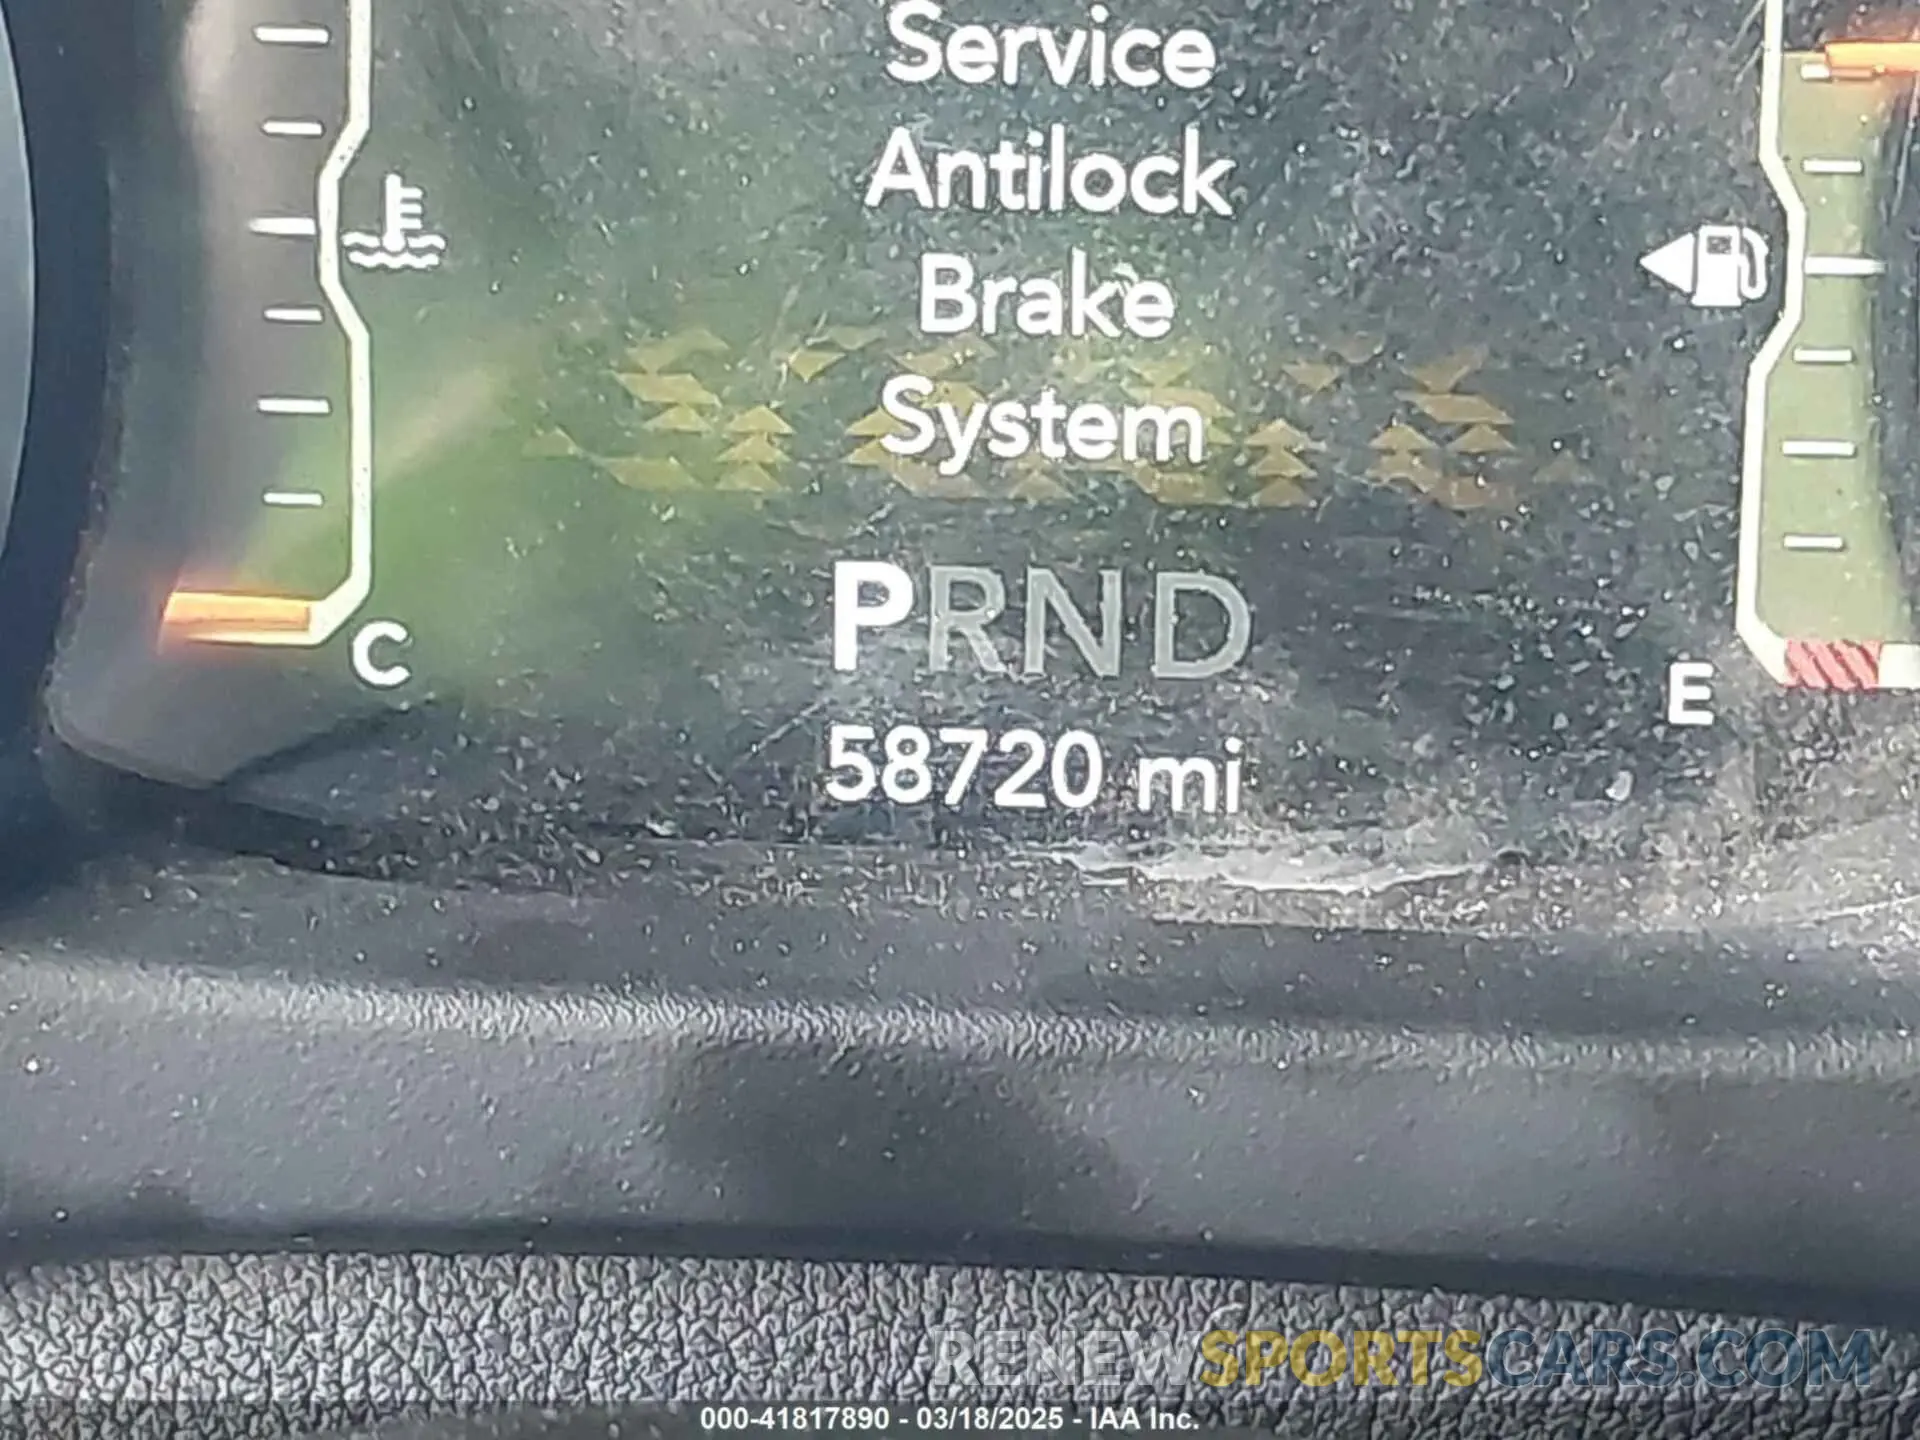 Service
Antilock
Brake
System
PRND
C
E
58720 mi
RENEWSPORTSCARS.COM
000-41817890 - 03/18/2025 - IAA Inc.